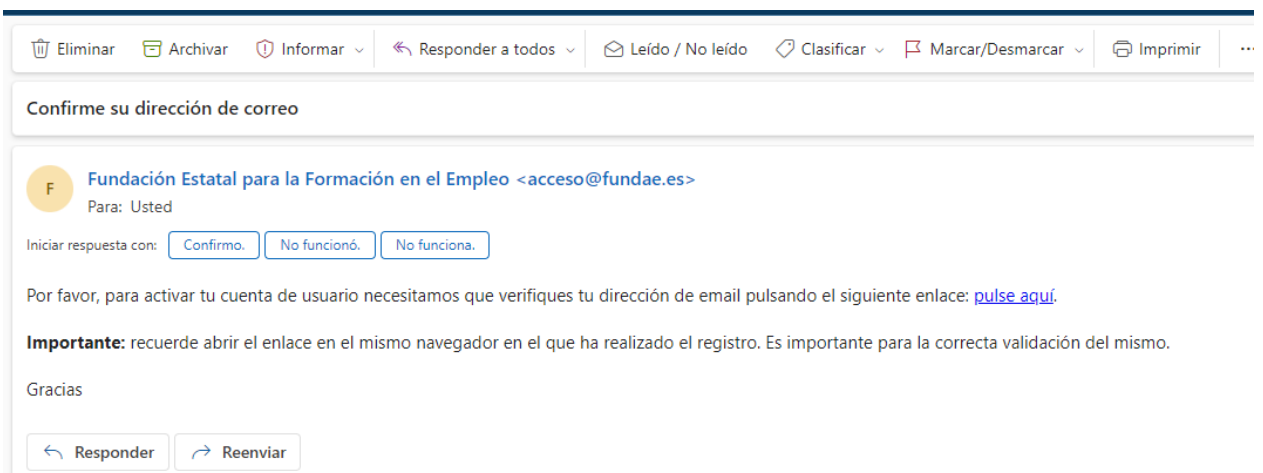 Eliminar Archivar Informar Responder a todos Leído / No leído Clasificar Marcar/Desmarcar Imprimir ...
Confirme su dirección de correo
F
Fundación Estatal para la Formación en el Empleo <acceso@fundae.es>
Para: Usted
Iniciar respuesta con: Confirmo. No funcionó. No funciona.
Por favor, para activar tu cuenta de usuario necesitamos que verifiques tu dirección de email pulsando el siguiente enlace: pulse aquí.
Importante: recuerde abrir el enlace en el mismo navegador en el que ha realizado el registro. Es importante para la correcta validación del mismo.
Gracias
Responder Reenviar